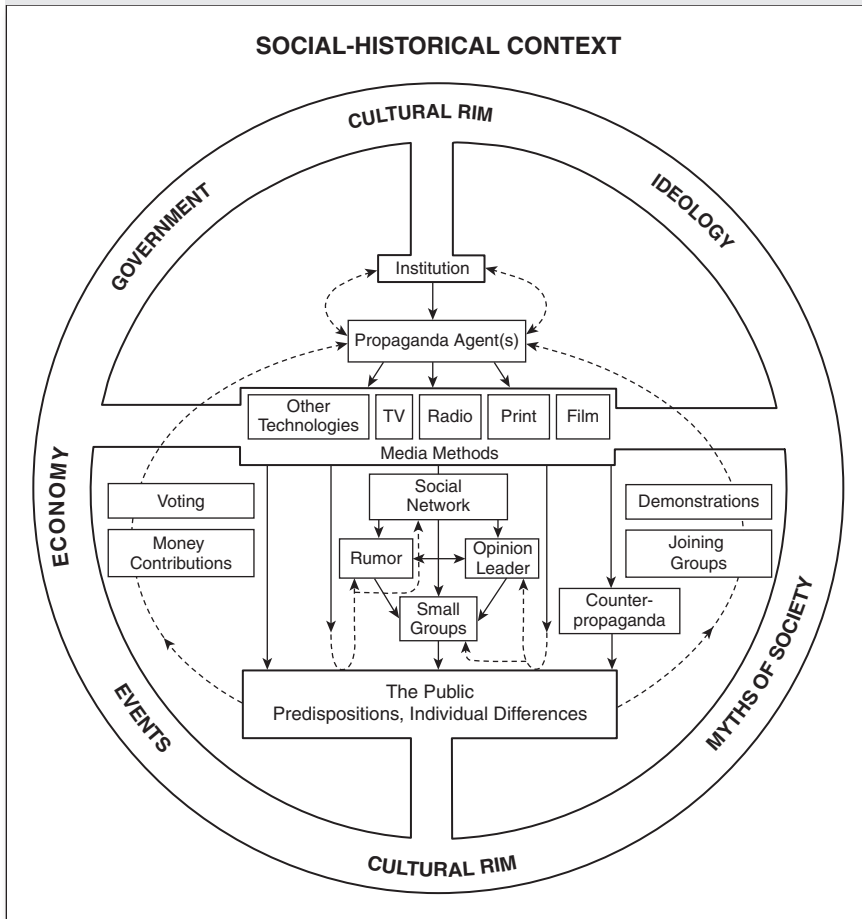 SOCIAL-HISTORICAL CONTEXT
CULTURAL RIM
GOVERNMENT
IDEOLOGY
Institution
Propaganda Agent(s)
Other
Technologies
TV
Radio
Print
Film
Media Methods
ECONOMY
Voting
Money
Contributions
Social
Network
Rumor
Opinion
Leader
Small
Groups
Demonstrations
Joining
Groups
Counter-
propaganda
The Public
Predispositions, Individual Differences
EVENTS
MYTHS OF SOCIETY
CULTURAL RIM